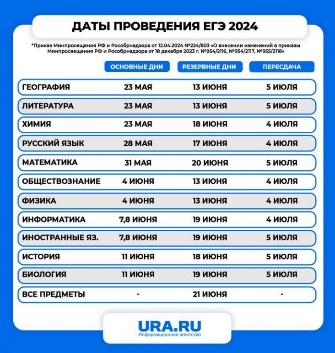 ДАТЫ ПРОВЕДЕНИЯ ЕГЭ 2024
*Приказ Минпросвещения РФ и Рособрнадзора от 12.04.2024 №224/803 «О внесении изменений в приказы
Минпросвещения РФ и Рособрнадзора от 18 декабря 2023 г. №954/2116, №954/2117, №955/2118»
ОСНОВНЫЕ ДНИ РЕЗЕРВНЫЕ ДНИ ПЕРЕСДАЧА
ГЕОГРАФИЯ 23 МАЯ 13 ИЮНЯ 5 ИЮЛЯ
ЛИТЕРАТУРА 23 МАЯ 13 ИЮНЯ 5 ИЮЛЯ
ХИМИЯ 23 МАЯ 18 ИЮНЯ 4 ИЮЛЯ
РУССКИЙ ЯЗЫК 28 МАЯ 17 ИЮНЯ 4 ИЮЛЯ
МАТЕМАТИКА 31 МАЯ 20 ИЮНЯ 5 ИЮЛЯ
ОБЩЕСТВОЗНАНИЕ 4 ИЮНЯ 13 ИЮНЯ 4 ИЮЛЯ
ФИЗИКА 4 ИЮНЯ 13 ИЮНЯ 4 ИЮЛЯ
ИНФОРМАТИКА 7,8 ИЮНЯ 19 ИЮНЯ 4 ИЮЛЯ
ИНОСТРАННЫЕ ЯЗ. 7,8 ИЮНЯ 19 ИЮНЯ 5 ИЮЛЯ
ИСТОРИЯ 11 ИЮНЯ 18 ИЮНЯ 5 ИЮЛЯ
БИОЛОГИЯ 11 ИЮНЯ 19 ИЮНЯ 5 ИЮЛЯ
ВСЕ ПРЕДМЕТЫ - 21 ИЮНЯ -
URA.RU
Информационное агентство